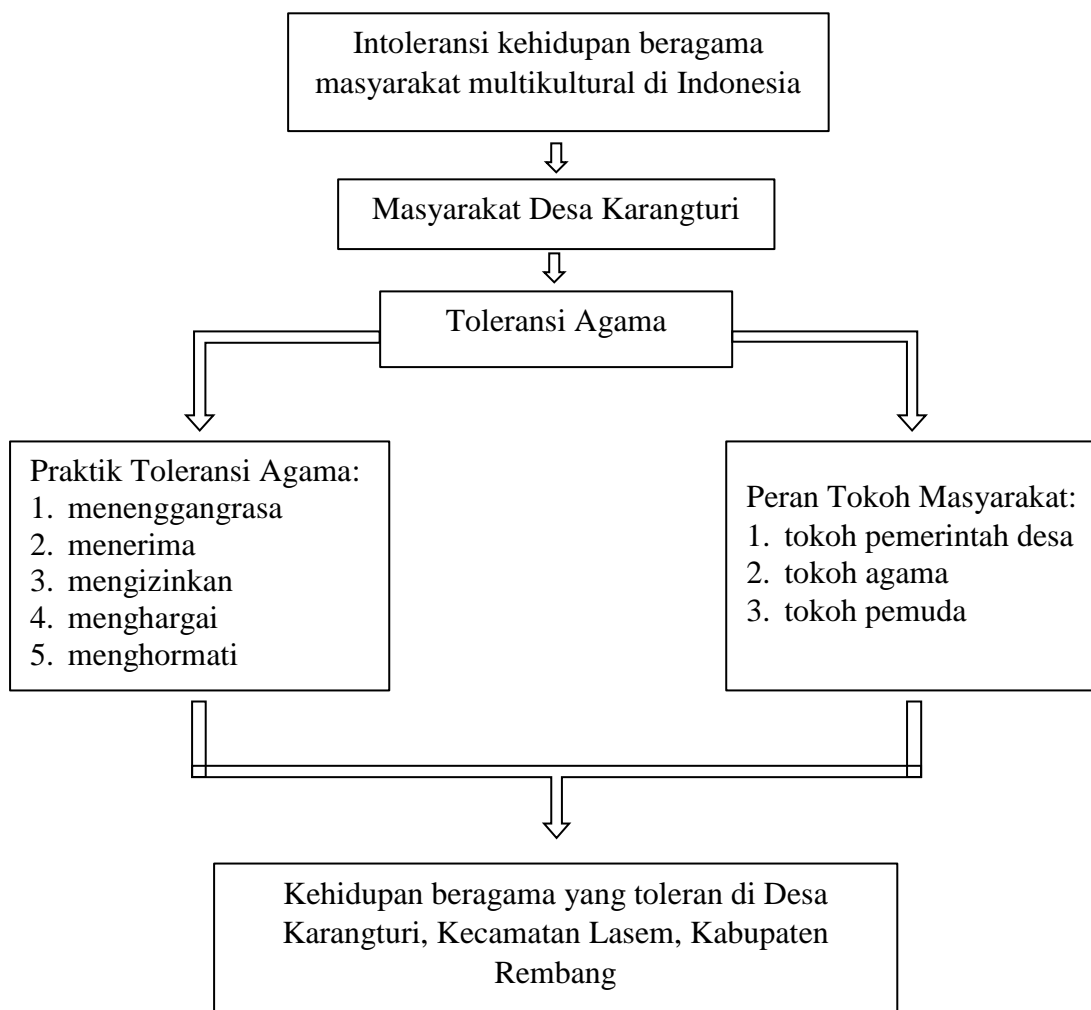 Intoleransi kehidupan beragama
masyarakat multikultural di Indonesia
Masyarakat Desa Karangturi
Toleransi Agama
Praktik Toleransi Agama:
1. menenggangrasa
2. menerima
3. mengizinkan
4. menghargai
5. menghormati
Peran Tokoh Masyarakat:
1. tokoh pemerintah desa
2. tokoh agama
3. tokoh pemuda
Kehidupan beragama yang toleran di Desa
Karangturi, Kecamatan Lasem, Kabupaten
Rembang